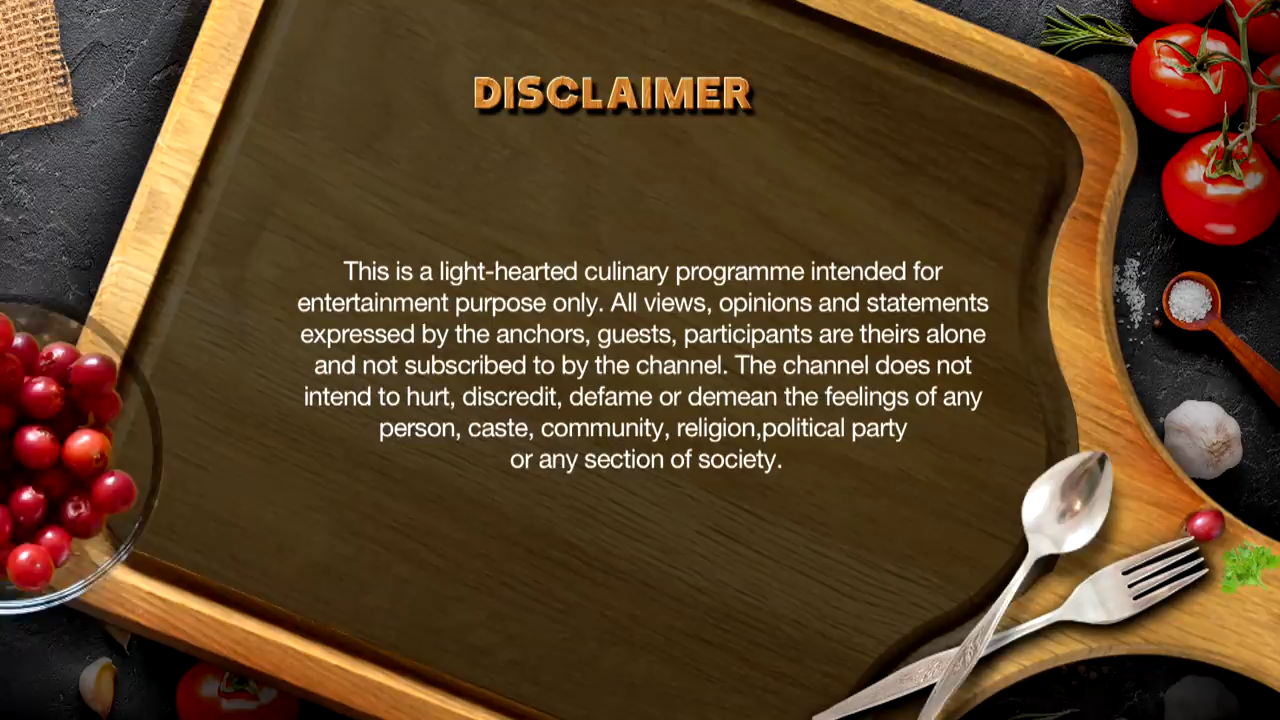 DISCLAIMER
This is a light-hearted culinary programme intended for
entertainment purpose only. All views, opinions and statements
expressed by the anchors, guests, participants are theirs alone
and not subscribed to by the channel. The channel does not
intend to hurt, discredit, defame or demean the feelings of any
person, caste, community, religion,political party
or any section of society.